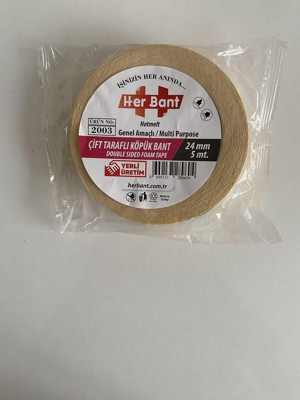 İŞİNİZİN HER ANINDA...
Her Bant
Hotmelt
ÜRÜN NO:
2003
Genel Amaçlı / Multi Purpose
ÇİFT TARAFLI KÖPÜK BANT
DOUBLE SIDED FOAM TAPE
24 mm
5 mt.
YERLİ
ÜRETİM
herbant.com.tr